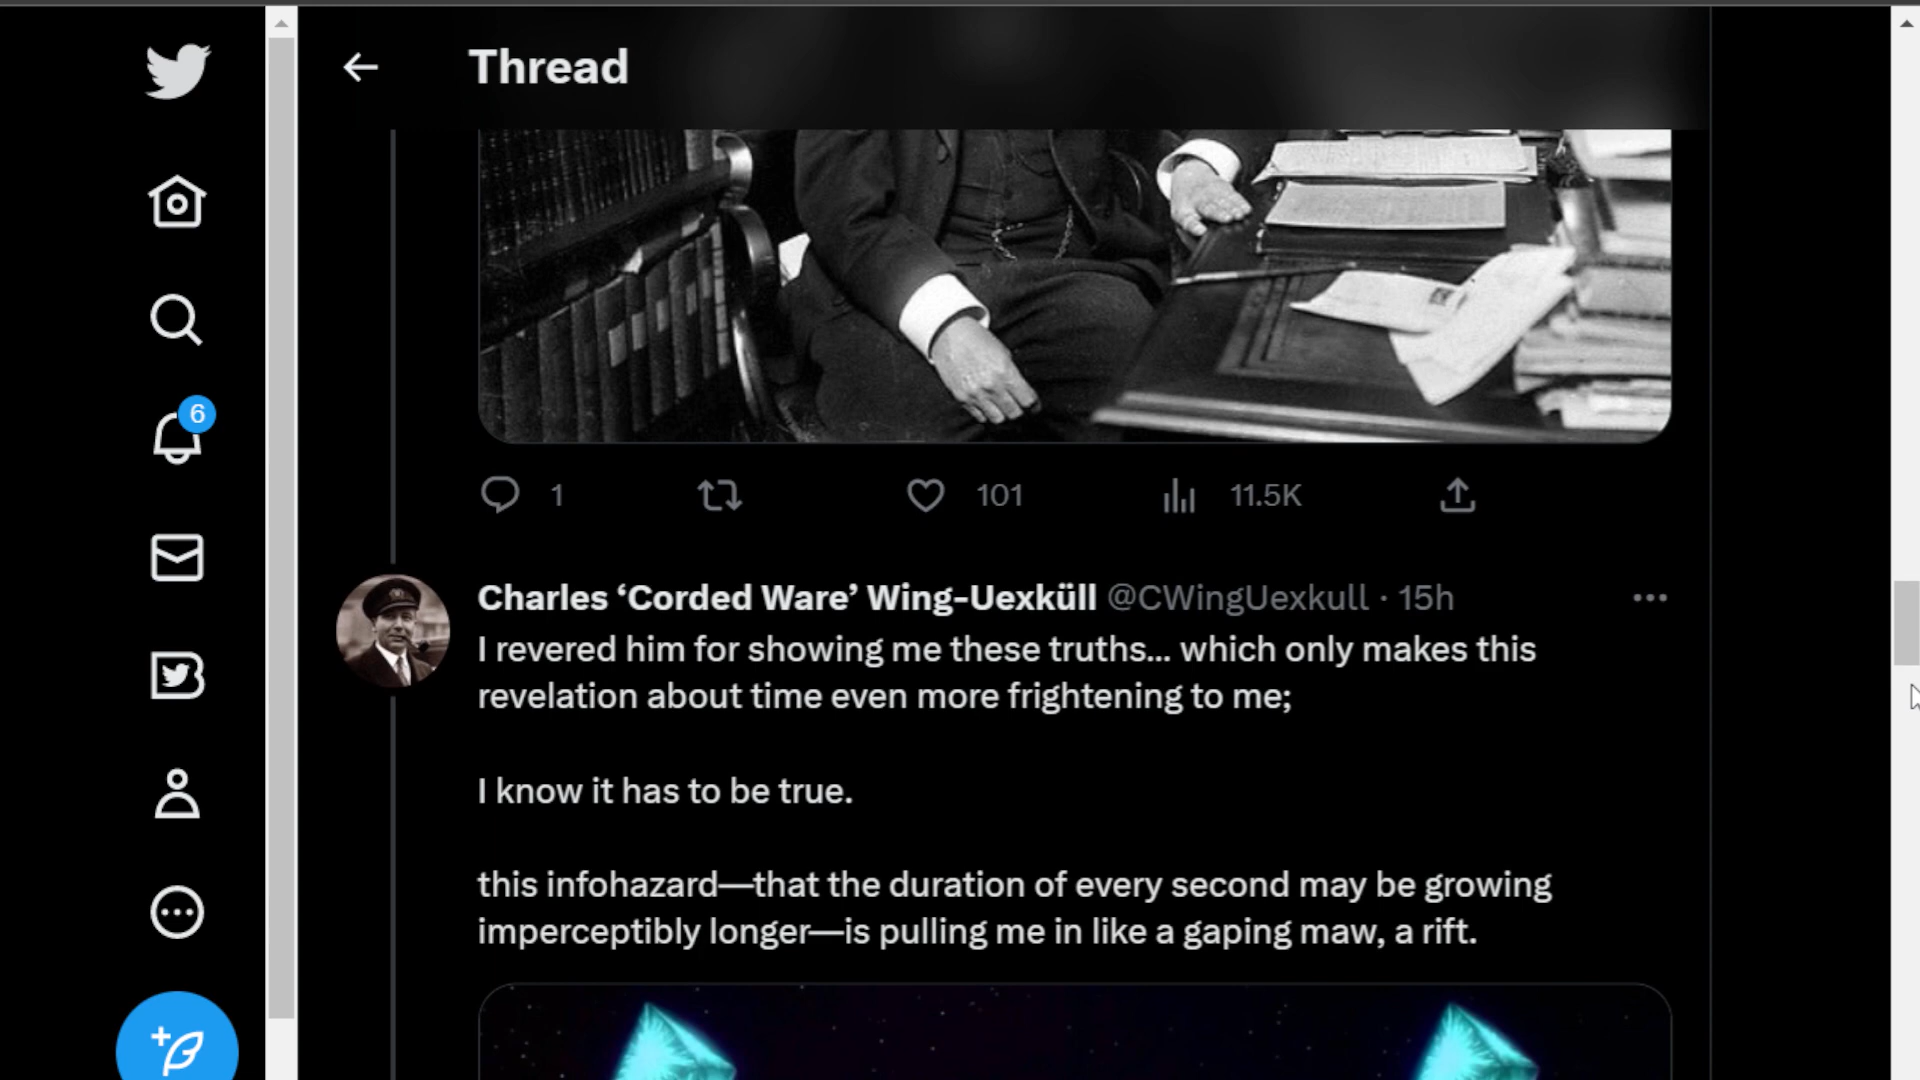 Thread
6
1
101
11.5K
Charles ‘Corded Ware’ Wing-Uexküll @CWingUexkull · 15h
I revered him for showing me these truths... which only makes this
revelation about time even more frightening to me;
I know it has to be true.
this infohazard—that the duration of every second may be growing
imperceptibly longer—is pulling me in like a gaping maw, a rift.